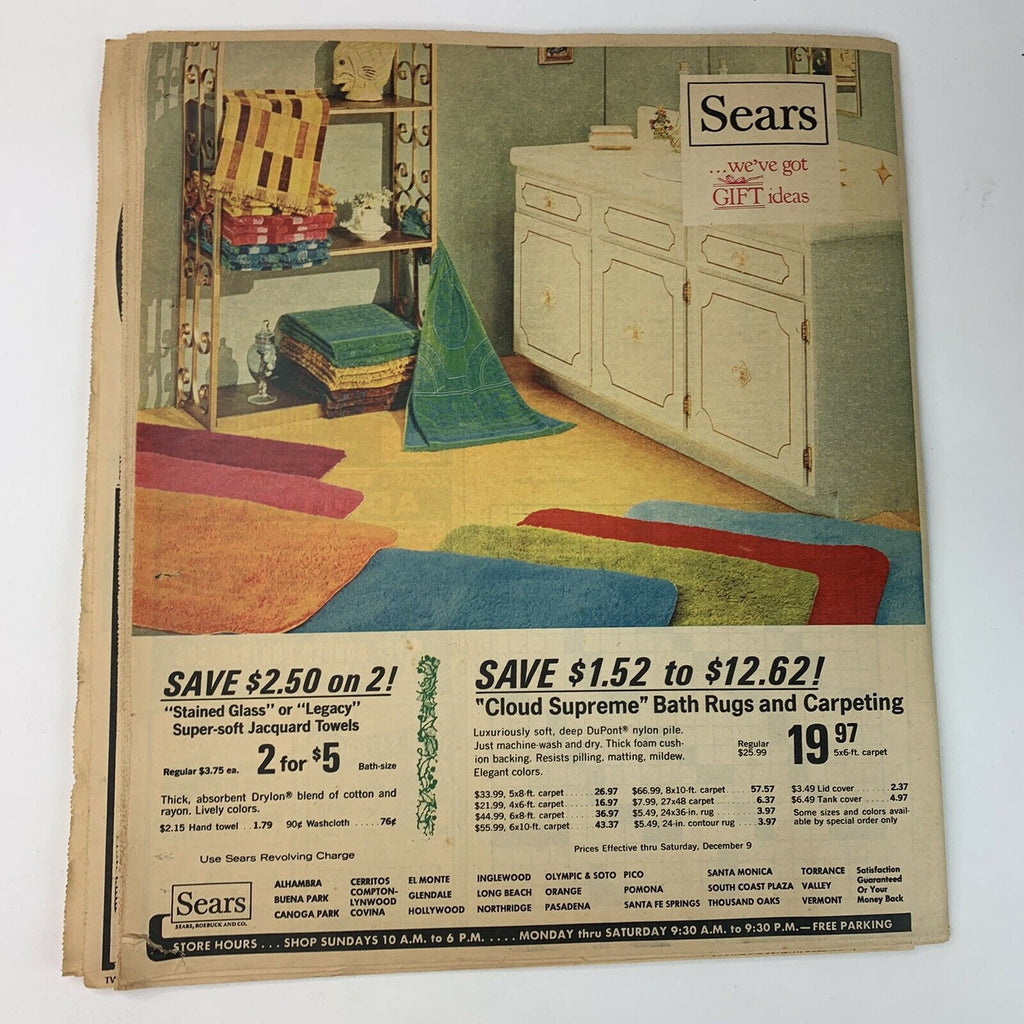 Sears
...we've got
GIFT ideas
SAVE $2.50 on 2!
"Stained Glass" or "Legacy"
Super-soft Jacquard Towels
Regular $3.75 ea. 2 for $5 Bath-size
Thick, absorbent Drylon® blend of cotton and
rayon. Lively colors.
$2.15 Hand towel .. 1.79 90¢ Washcloth ..... 76¢
SAVE $1.52 to $12.62!
"Cloud Supreme" Bath Rugs and Carpeting
Luxuriously soft, deep DuPont® nylon pile.
Just machine-wash and dry. Thick foam cush-
ion backing. Resists pilling, matting, mildew.
Elegant colors.
Regular
$25.99
19 97
5x6-ft. carpet
$33.99, 5x8-ft. carpet ..... 26.97
$21.99, 4x6-ft. carpet ..... 16.97
$44.99, 6x8-ft. carpet ..... 36.97
$55.99, 6x10-ft. carpet .... 43.37
$66.99, 8x10-ft. carpet ..... 57.57
$7.99, 27x48 carpet ........ 6.37
$5.49, 24x36-in. rug ........ 3.97
$5.49, 24-in. contour rug .... 3.97
$3.49 Lid cover ......... 2.37
$6.49 Tank cover ...... 4.97
Some sizes and colors avail-
able by special order only
Prices Effective thru Saturday, December 9
Use Sears Revolving Charge
Sears
SEARS, ROEBUCK AND CO.
ALHAMBRA
BUENA PARK
CANOGA PARK
CERRITOS
COMPTON-
LYNWOOD
COVINA
EL MONTE
GLENDALE
HOLLYWOOD
INGLEWOOD
LONG BEACH
NORTHRIDGE
OLYMPIC & SOTO
ORANGE
PASADENA
PICO
POMONA
SANTA FE SPRINGS
SANTA MONICA
SOUTH COAST PLAZA
THOUSAND OAKS
TORRANCE
VALLEY
VERMONT
Satisfaction
Guaranteed
Or Your
Money Back
STORE HOURS . . . SHOP SUNDAYS 10 A.M. to 6 P.M. . . . . . MONDAY thru SATURDAY 9:30 A.M. to 9:30 P.M.—FREE PARKING
TV